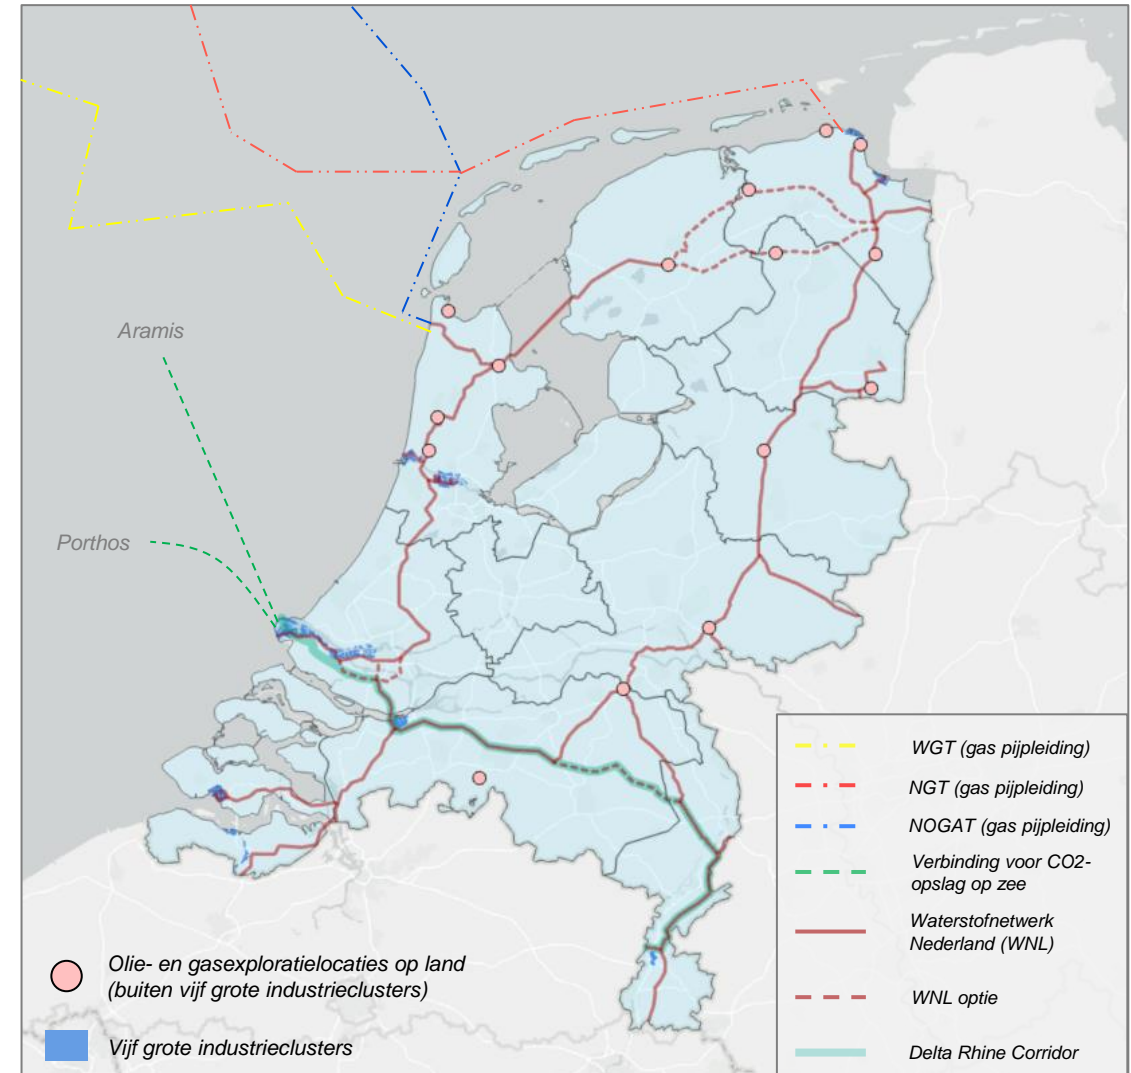 Aramis
Porthos
WGT (gas pijpleiding)
NGT (gas pijpleiding)
NOGAT (gas pijpleiding)
Verbinding voor CO2-
opslag op zee
Waterstofnetwerk
Nederland (WNL)
WNL optie
Delta Rhine Corridor
Olie- en gasexploratielocaties op land
(buiten vijf grote industrieclusters)
Vijf grote industrieclusters